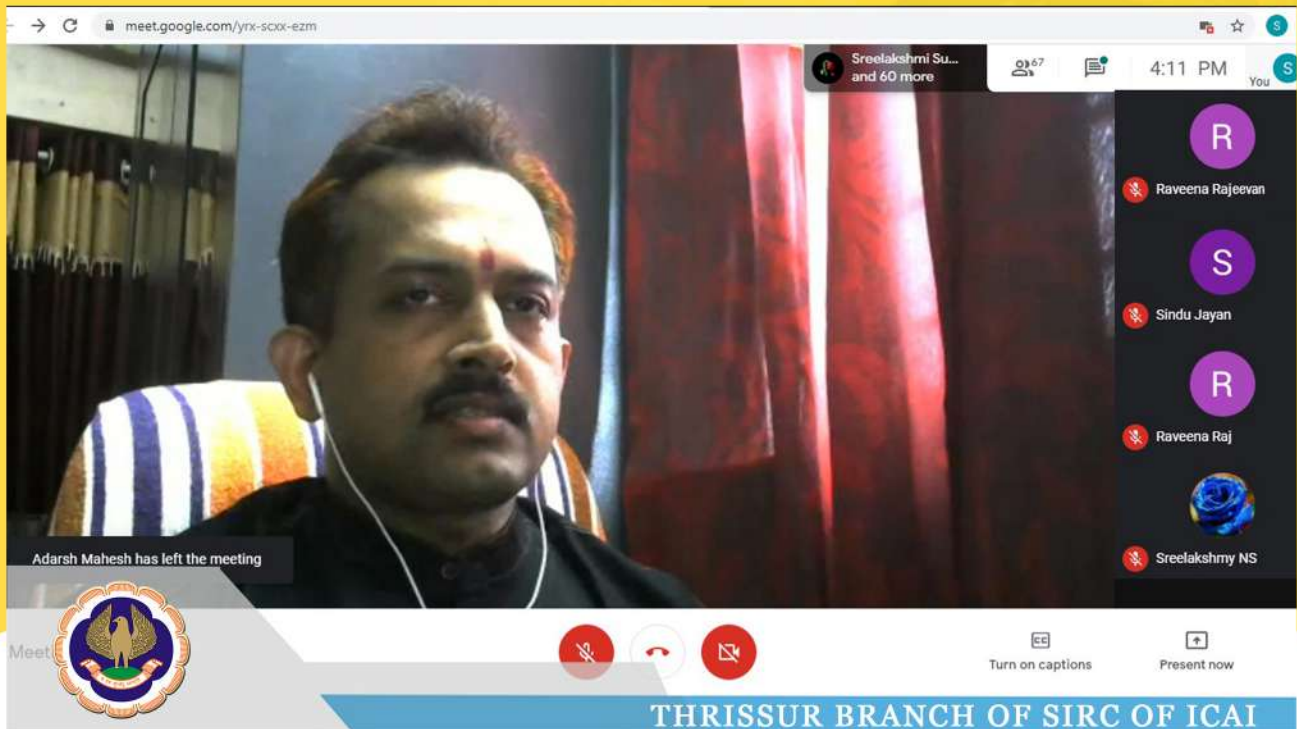 meet.google.com/yrx-scxx-ezm
S
Sreelakshmi Su...
and 60 more
67
4:11 PM
You
S
R
Raveena Rajeevan
S
Sindu Jayan
R
Raveena Raj
Sreelakshmy NS
Adarsh Mahesh has left the meeting
Meeti
CC
Turn on captions
Present now
THRISSUR BRANCH OF SIRC OF ICAI